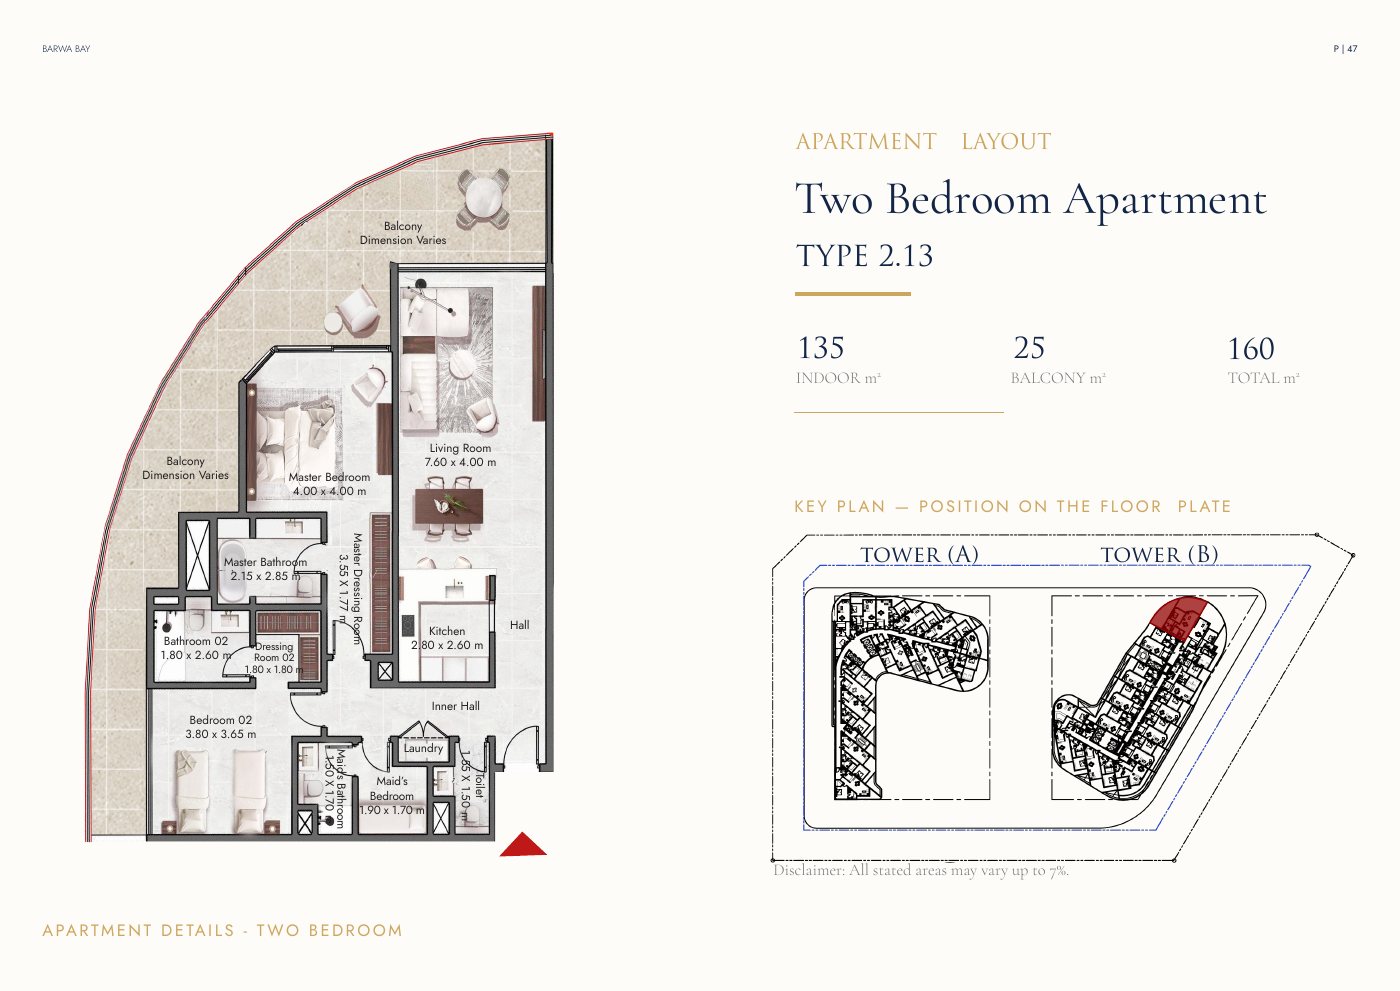 BARWA BAY
P | 47
Balcony
Dimension Varies
Balcony
Dimension Varies
Living Room
7.60 x 4.00 m
Master Bedroom
4.00 x 4.00 m
Master Dressing Room
3.55 X 1.77 m
Master Bathroom
2.15 x 2.85 m
Bathroom 02
1.80 x 2.60 m
Dressing
Room 02
1.80 x 1.80 m
Kitchen
2.80 x 2.60 m
Hall
Inner Hall
Bedroom 02
3.80 x 3.65 m
Laundry
Maid's Bathroom
1.50 X 1.70
Maid's
Bedroom
1.90 x 1.70 m
Toilet
1.85 X 1.50 m
APARTMENT LAYOUT
Two Bedroom Apartment
TYPE 2.13
135
INDOOR m²
25
BALCONY m²
160
TOTAL m²
KEY PLAN — POSITION ON THE FLOOR PLATE
TOWER (A)
TOWER (B)
Disclaimer: All stated areas may vary up to 7%.
APARTMENT DETAILS - TWO BEDROOM